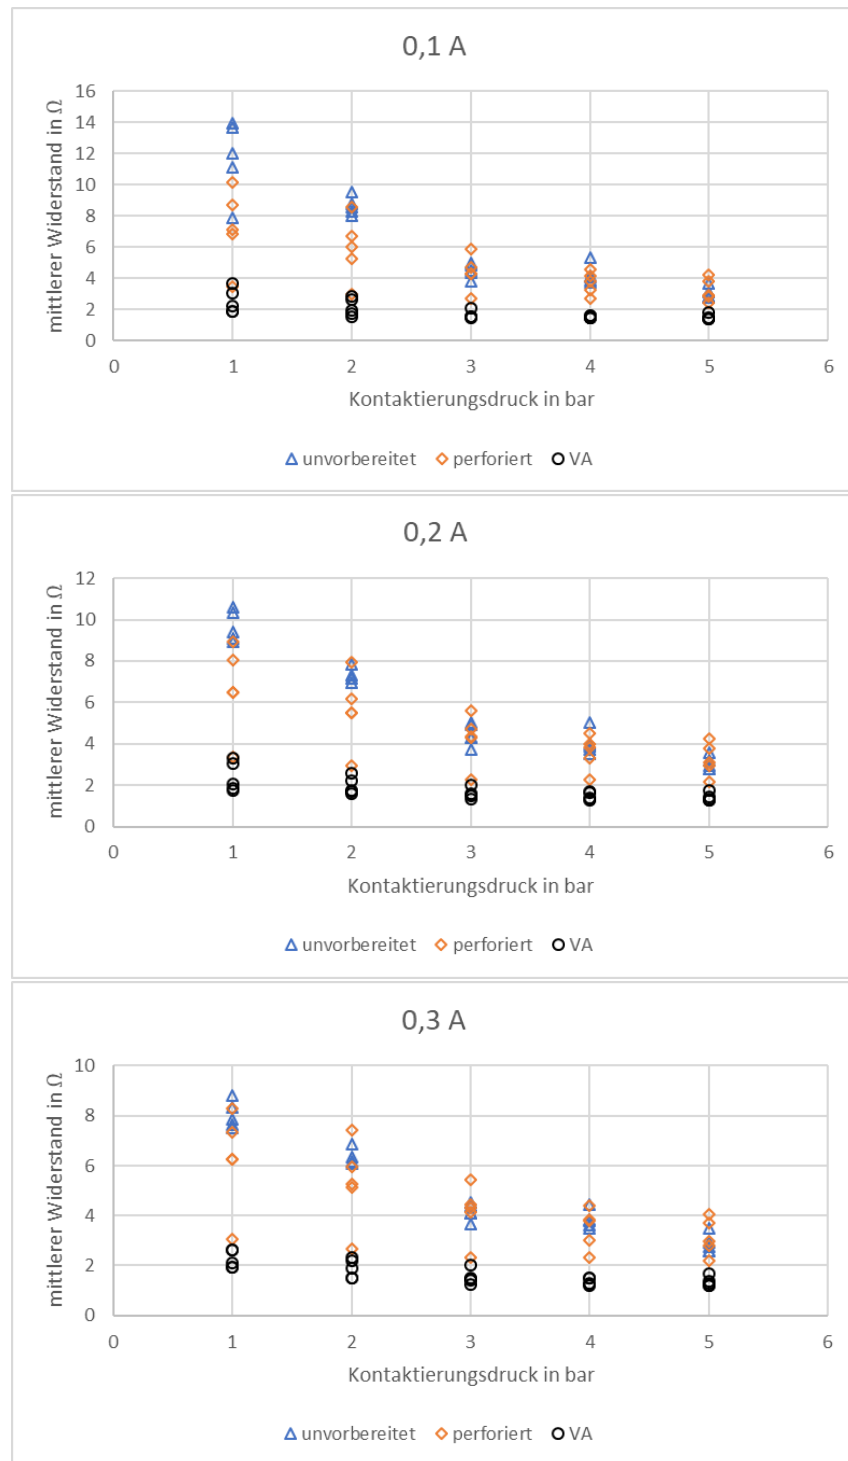 0,1 A
mittlerer Widerstand in Ω
16
14
12
10
8
6
4
2
0
0 1 2 3 4 5 6
Kontaktierungsdruck in bar
unvorbereitet perforiert VA
0,2 A
mittlerer Widerstand in Ω
12
10
8
6
4
2
0
0 1 2 3 4 5 6
Kontaktierungsdruck in bar
unvorbereitet perforiert VA
0,3 A
mittlerer Widerstand in Ω
10
8
6
4
2
0
0 1 2 3 4 5 6
Kontaktierungsdruck in bar
unvorbereitet perforiert VA